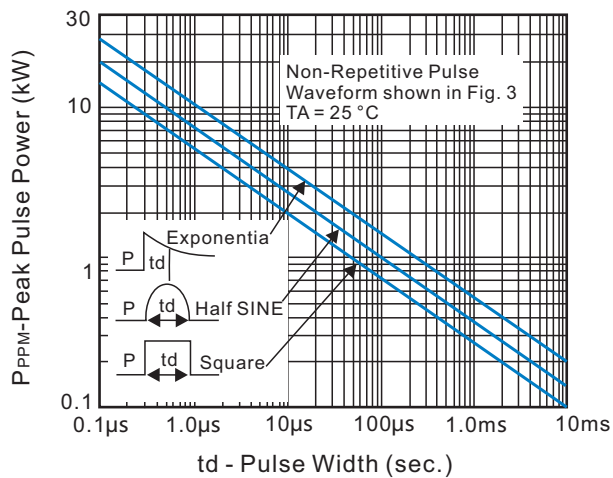 30
10
1
0.1
PPPM-Peak Pulse Power (kW)
Non-Repetitive Pulse
Waveform shown in Fig. 3
TA = 25 °C
P
td
Exponentia
P
td
Half SINE
P
td
Square
0.1µs
1.0µs
10µs
100µs
1.0ms
10ms
td - Pulse Width (sec.)